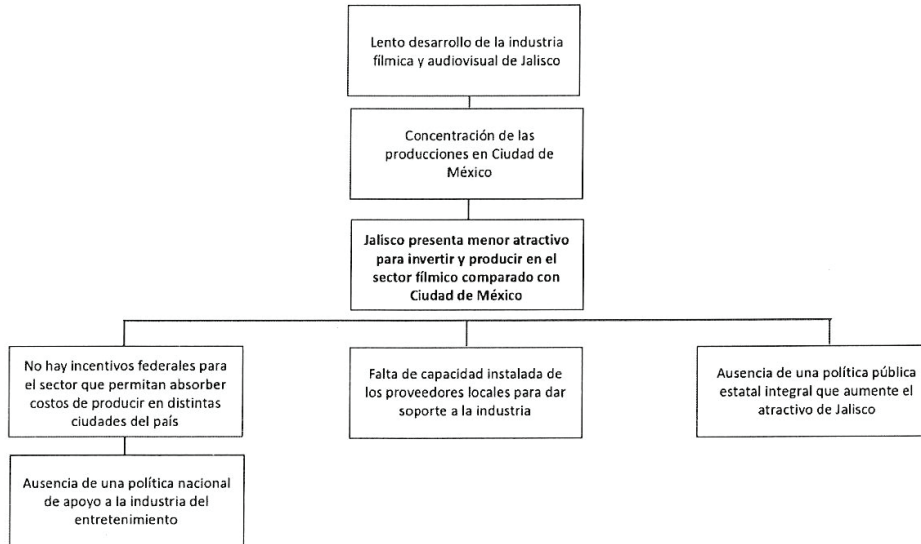 Lento desarrollo de la industria
fílmica y audiovisual de Jalisco
Concentración de las
producciones en Ciudad de
México
Jalisco presenta menor atractivo
para invertir y producir en el
sector fílmico comparado con
Ciudad de México
No hay incentivos federales para
el sector que permitan absorber
costos de producir en distintas
ciudades del país
Falta de capacidad instalada de
los proveedores locales para dar
soporte a la industria
Ausencia de una política pública
estatal integral que aumente el
atractivo de Jalisco
Ausencia de una política nacional
de apoyo a la industria del
entretenimiento